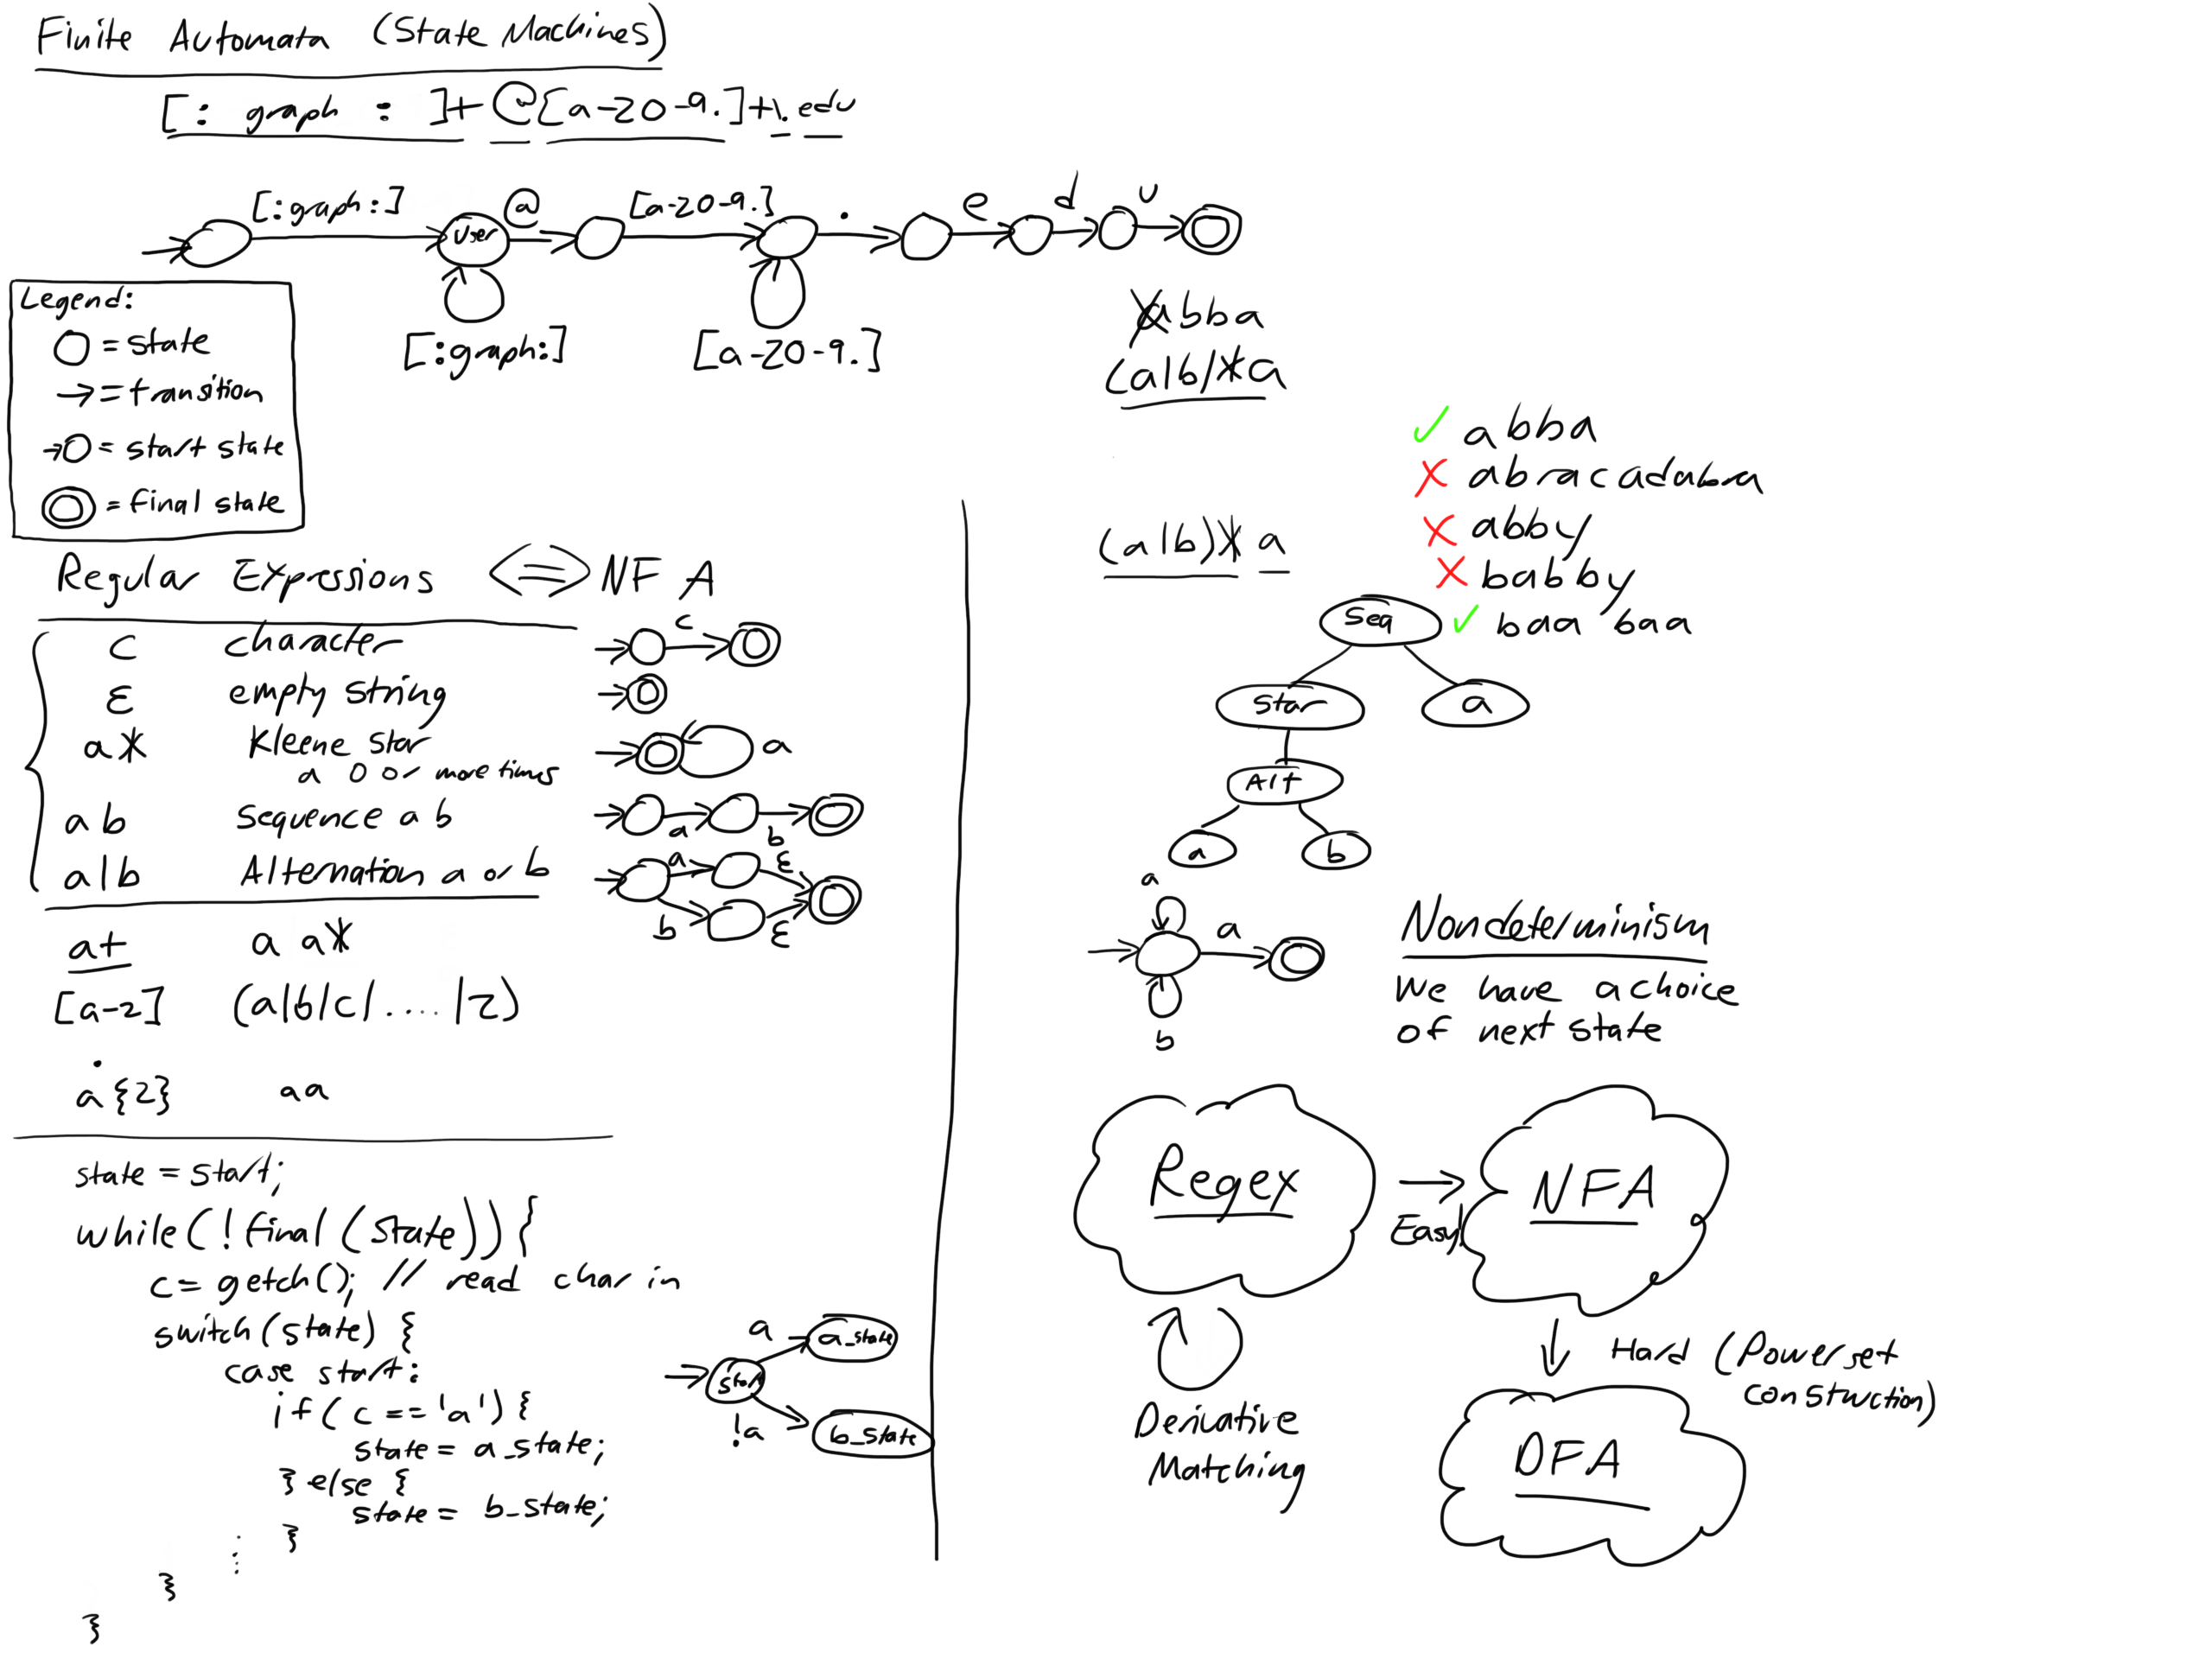 Finite Automata (State Machines)
[: graph : ]+ @[a-z0-9.]+\.edu
[:graph:] @ [a-z0-9.] . e d u
user
[:graph:] [a-z0-9.]
Legend:
O = state
→ = transition
→O = start state
= final state
Regular Expressions ⟺ NFA
c character c
ε empty string
a* Kleene star a
a 0 or more times
ab sequence a b a b
a|b Alternation a or b a ε b ε
a+ a a*
[a-z] (a|b|c|....|z)
a{2} aa
state = start;
while(!final(state)){
c = getch(); // read char in
switch(state) {
case start:
if( c == 'a') {
state = a_state;
} else {
state = b_state;
}
⋮
}
}
a a_state
start
!a b_state
abba
(a|b)*a
✓ abba
✗ abracadabra
✗ abby
✗ babby
✓ baa baa
(a|b)* a
Seq
Star a
Alt
a b
a
a
b
Nondeterminism
We have a choice
of next state
Regex → NFA
Easy!
Hard (Powerset
construction)
Derivative
Matching
DFA